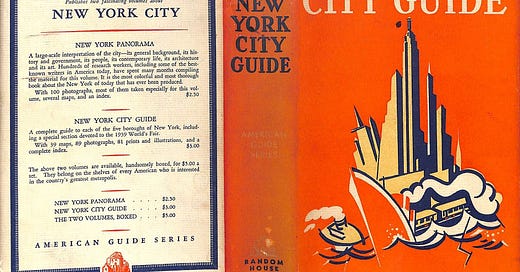 Publishes two fascinating volumes about
NEW YORK CITY
NEW YORK PANORAMA
A large-scale interpretation of the city—its general background, its his-
tory and government, its people, its contemporary life, its architecture
and its art. Hundreds of research workers, including some of the best-
known writers in America today, have spent many months compiling
the material for this volume. It is the most colorful and most thorough
book about the New York of today that has ever been produced.
With 100 photographs, most of them taken especially for this vol-
ume, several maps, and an index. $2.50
NEW YORK CITY GUIDE
A complete guide to each of the five boroughs of New York, includ-
ing a special section devoted to the 1939 World's Fair.
With 39 maps, 89 photographs, 81 prints and illustrations, and a
complete index. $3.00
The above two volumes are available, handsomely boxed, for $5.00 a
set. They belong on the shelves of every American who is interested
in the country's greatest metropolis.
NEW YORK PANORAMA . . . . $2.50
NEW YORK CITY GUIDE . . . . $3.00
THE TWO VOLUMES, BOXED . $5.00
AMERICAN GUIDE SERIES
NEW
YORK
CITY
GUIDE
AMERICAN
GUIDE
SERIES
RANDOM
HOUSE
CITY GUIDE